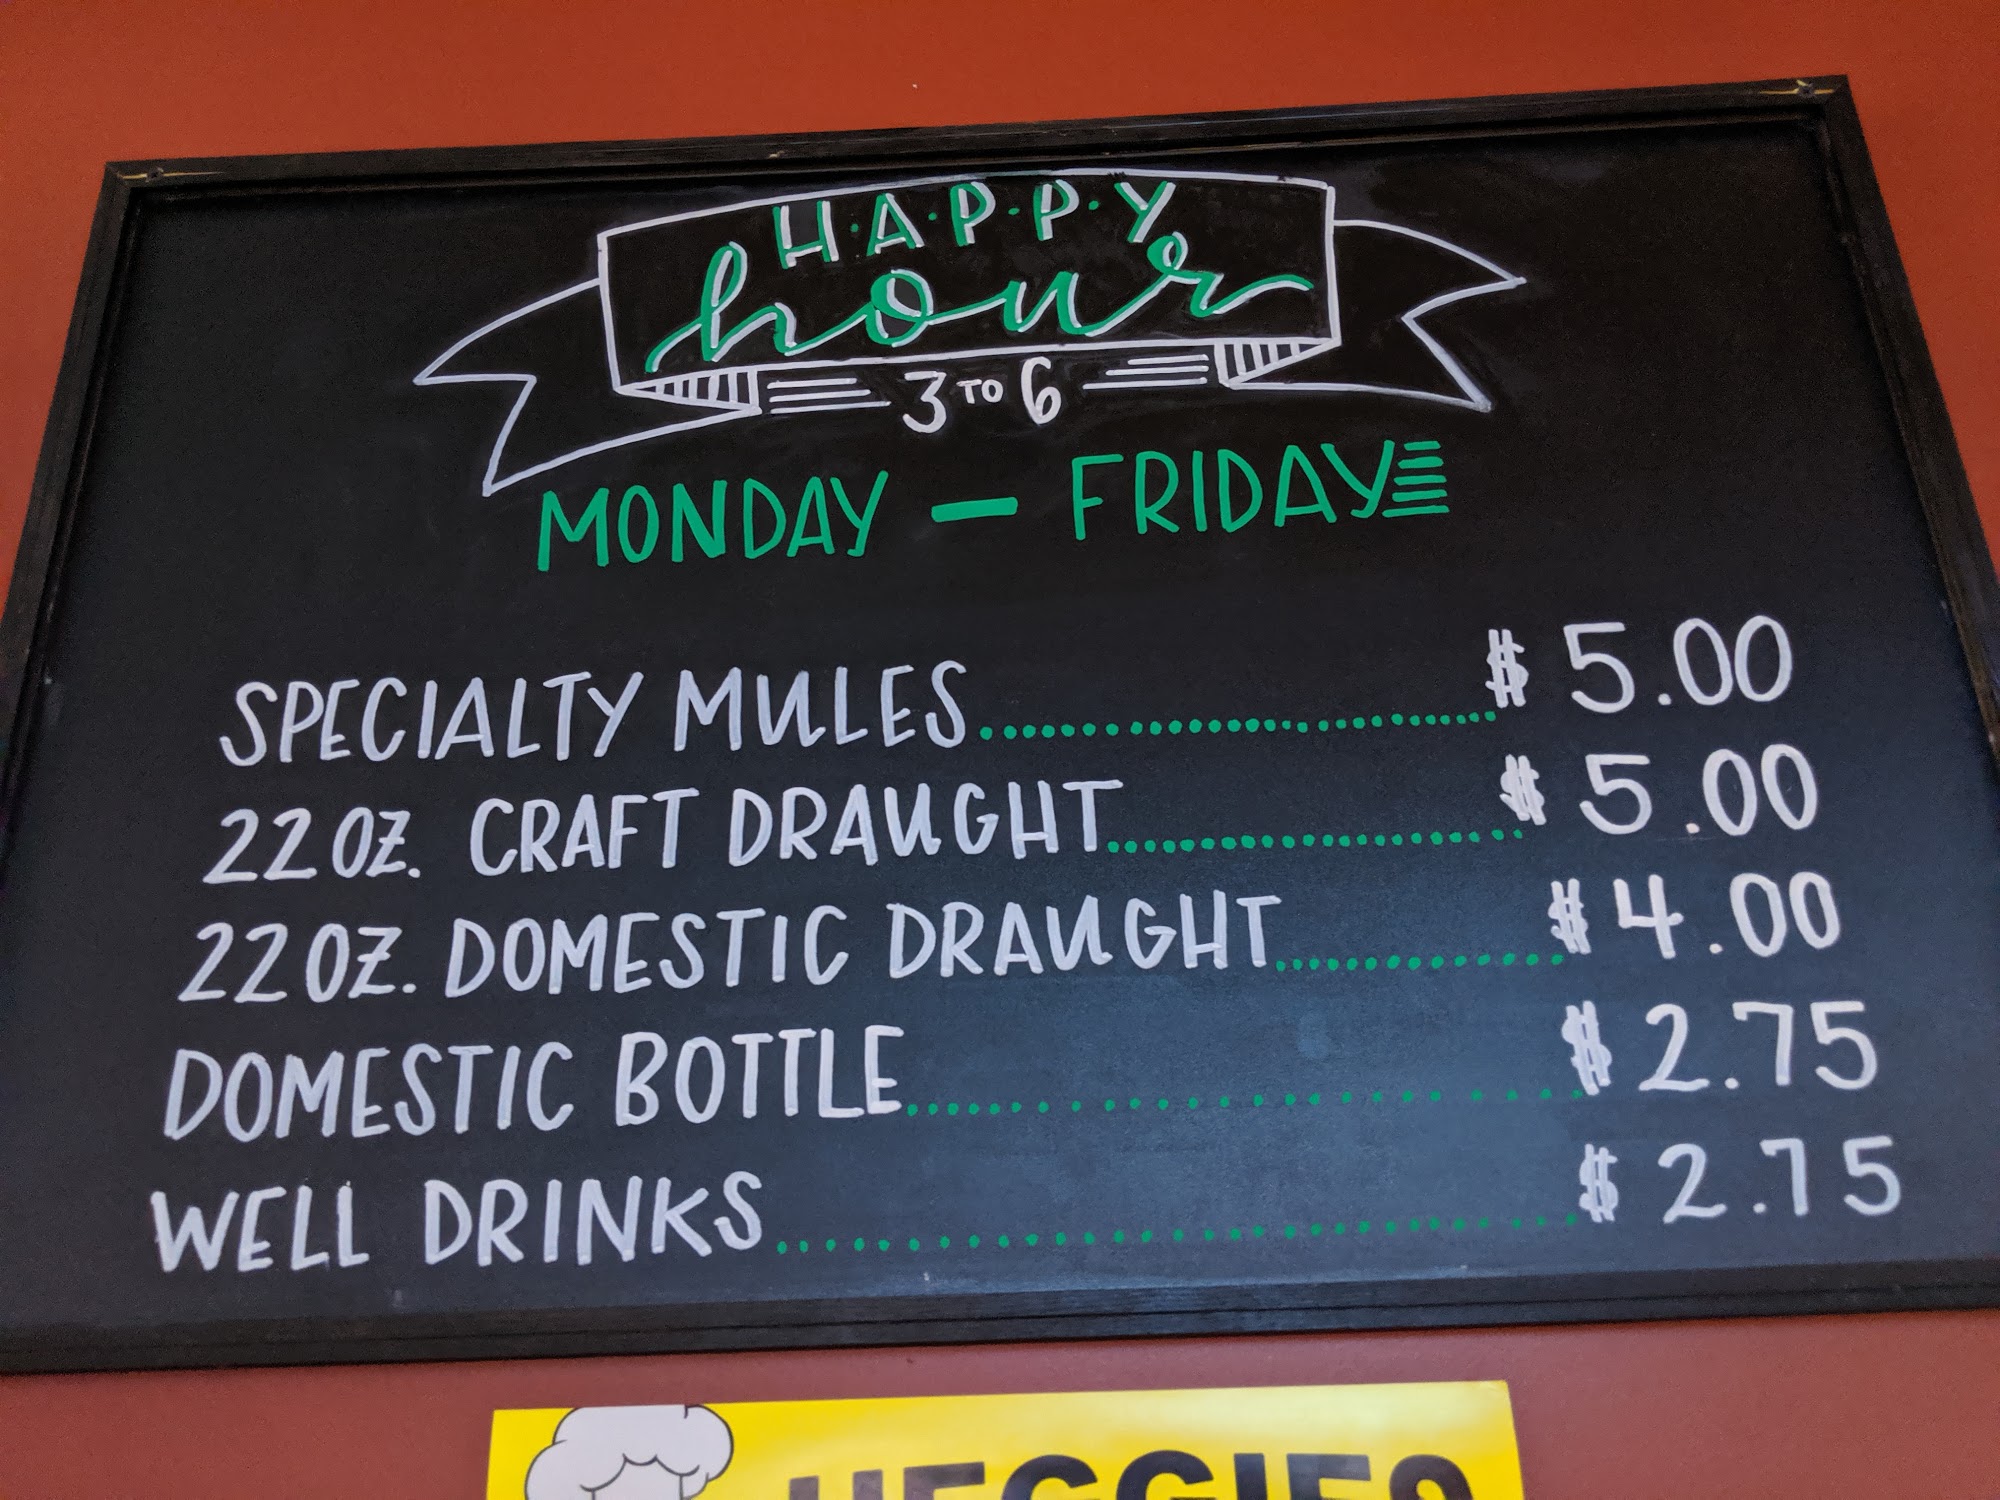 H·A·P·P·Y
hour
3 TO 6
MONDAY - FRIDAY
SPECIALTY MULES..............................$ 5.00
22 OZ. CRAFT DRAUGHT..............................$ 5.00
22 OZ. DOMESTIC DRAUGHT....................$ 4.00
DOMESTIC BOTTLE....................$ 2.75
WELL DRINKS.........................$ 2.75